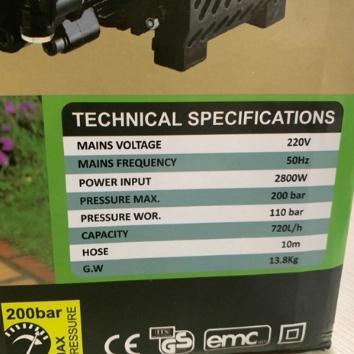 TECHNICAL SPECIFICATIONS
MAINS VOLTAGE 220V
MAINS FREQUENCY 50Hz
POWER INPUT 2800W
PRESSURE MAX. 200 bar
PRESSURE WOR. 110 bar
CAPACITY 720L/h
HOSE 10m
G.W 13.8Kg
200bar
MAX
PRESSURE
CE GS emc